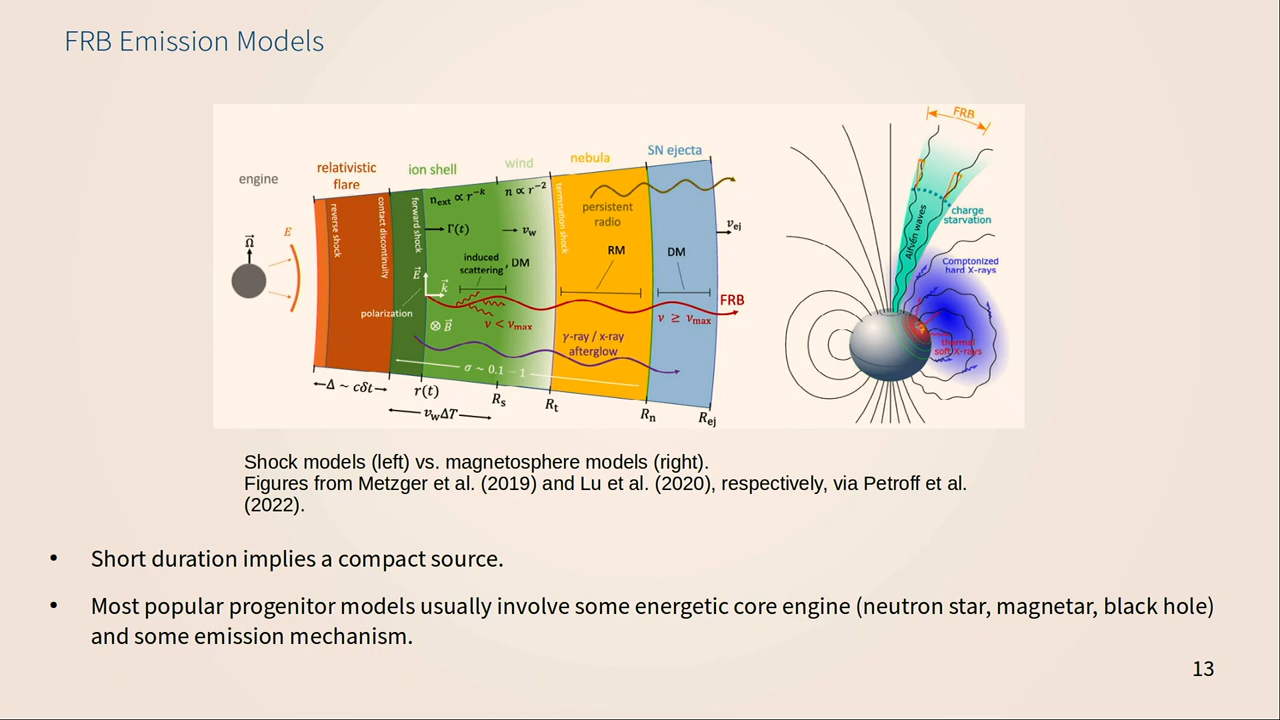 FRB Emission Models
engine
relativistic
flare
ion shell
wind
nebula
SN ejecta
reverse shock
contact discontinuity
forward shock
termination shock
n_ext ∝ r^-k
n ∝ r^-2
Γ(t)
v_w
persistent
radio
v_ej
Ω
E
induced
scattering, DM
RM
DM
E
k
polarization
⊗ B
ν < ν_max
ν ≥ ν_max
FRB
γ-ray / x-ray
afterglow
σ ~ 0.1 − 1
Δ ~ cδt
r(t)
v_wΔT
R_s
R_t
R_n
R_ej
FRB
Alfvén waves
charge
starvation
Comptonized
hard X-rays
thermal
soft X-rays
Shock models (left) vs. magnetosphere models (right).
Figures from Metzger et al. (2019) and Lu et al. (2020), respectively, via Petroff et al.
(2022).
• Short duration implies a compact source.
• Most popular progenitor models usually involve some energetic core engine (neutron star, magnetar, black hole)
and some emission mechanism.
13